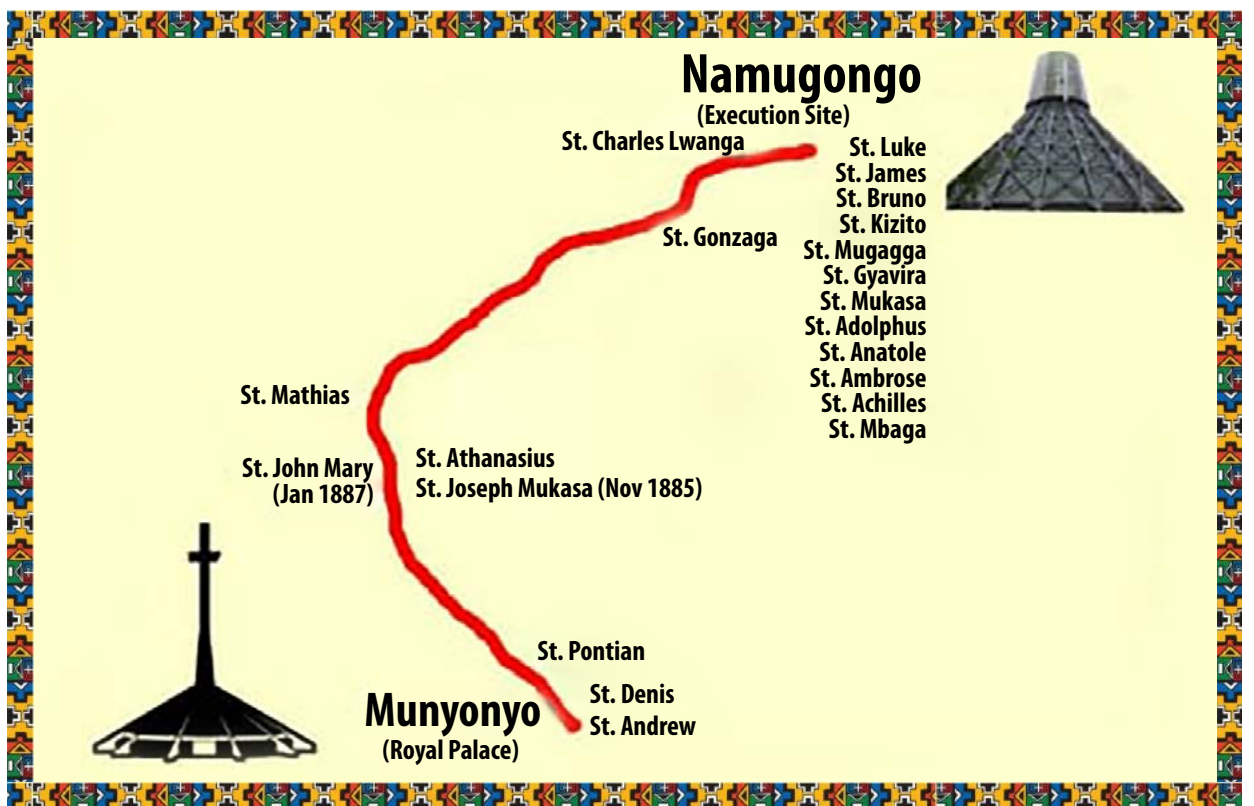 Namugongo
(Execution Site)
St. Charles Lwanga
St. Luke
St. James
St. Bruno
St. Kizito
St. Gonzaga
St. Mugagga
St. Gyavira
St. Mukasa
St. Adolphus
St. Anatole
St. Ambrose
St. Achilles
St. Mbaga
St. Mathias
St. John Mary
(Jan 1887)
St. Athanasius
St. Joseph Mukasa (Nov 1885)
St. Pontian
St. Denis
St. Andrew
Munyonyo
(Royal Palace)